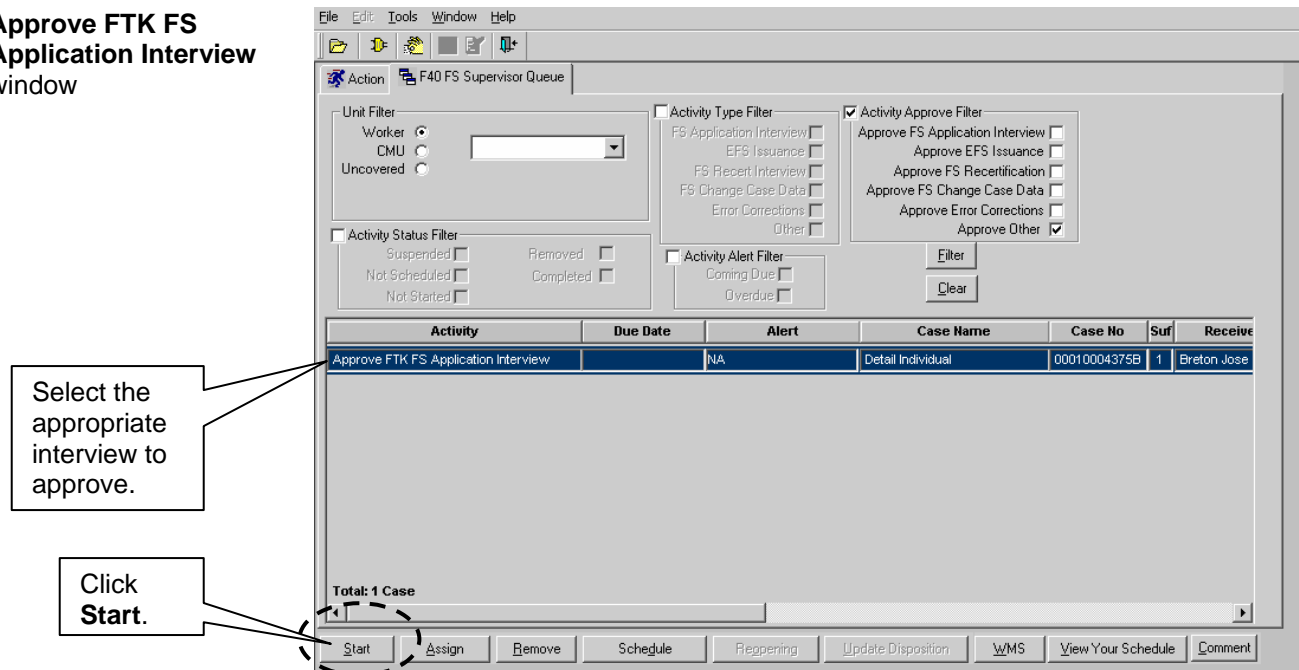 Approve FTK FS
Application Interview
window
File Edit Tools Window Help
Action F40 FS Supervisor Queue
Unit Filter
Worker
CMU
Uncovered
Activity Type Filter
FS Application Interview
EFS Issuance
FS Recert Interview
FS Change Case Data
Error Corrections
Other
Activity Approve Filter
Approve FS Application Interview
Approve EFS Issuance
Approve FS Recertification
Approve FS Change Case Data
Approve Error Corrections
Approve Other
Activity Status Filter
Suspended Removed
Not Scheduled Completed
Not Started
Activity Alert Filter
Coming Due
Overdue
Filter
Clear
Activity Due Date Alert Case Name Case No Suf Receive
Approve FTK FS Application Interview NA Detail Individual 00010004375B 1 Breton Jose
Select the
appropriate
interview to
approve.
Click
Start.
Total: 1 Case
Start Assign Remove Schedule Reopening Update Disposition WMS View Your Schedule Comment